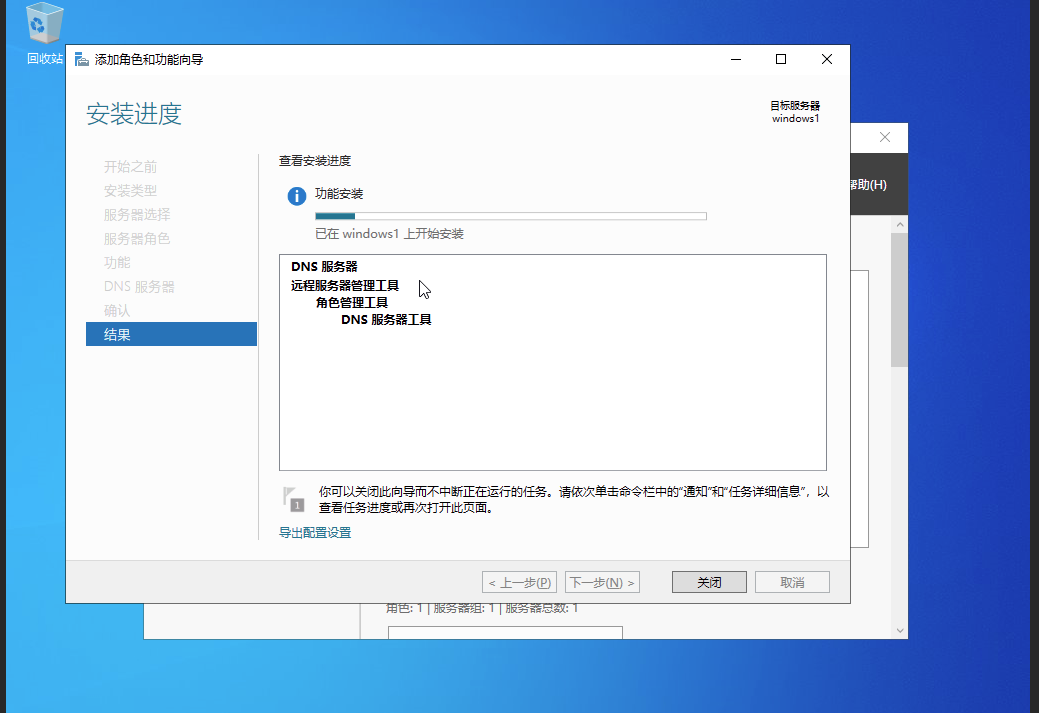 回收站
添加角色和功能向导
安装进度
目标服务器
windows1
开始之前
安装类型
服务器选择
服务器角色
功能
DNS 服务器
确认
结果
查看安装进度
功能安装
已在 windows1 上开始安装
DNS 服务器
远程服务器管理工具
角色管理工具
DNS 服务器工具
1
你可以关闭此向导而不中断正在运行的任务。请依次单击命令栏中的“通知”和“任务详细信息”，以
查看任务进度或再次打开此页面。
导出配置设置
< 上一步(P)
下一步(N) >
关闭
取消
帮助(H)
角色: 1 | 服务器组: 1 | 服务器总数: 1